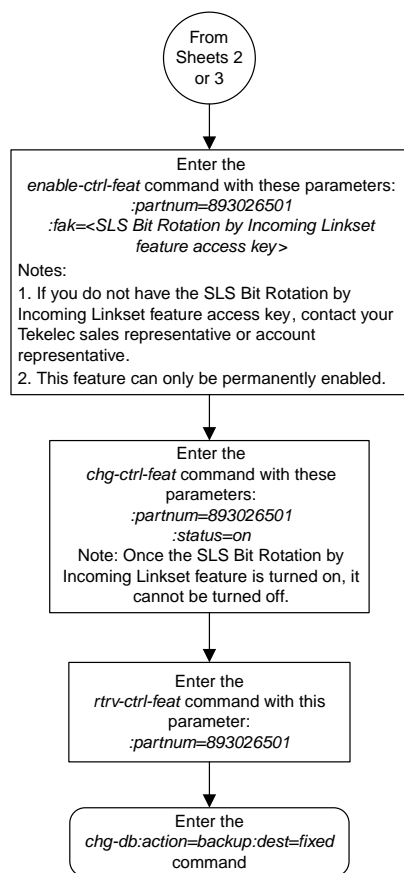 From
Sheets 2
or 3
Enter the
enable-ctrl-feat command with these parameters:
:partnum=893026501
:fak=<SLS Bit Rotation by Incoming Linkset
feature access key>
Notes:
1. If you do not have the SLS Bit Rotation by
Incoming Linkset feature access key, contact your
Tekelec sales representative or account
representative.
2. This feature can only be permanently enabled.
Enter the
chg-ctrl-feat command with these
parameters:
:partnum=893026501
:status=on
Note: Once the SLS Bit Rotation by
Incoming Linkset feature is turned on, it
cannot be turned off.
Enter the
rtrv-ctrl-feat command with this
parameter:
:partnum=893026501
Enter the
chg-db:action=backup:dest=fixed
command